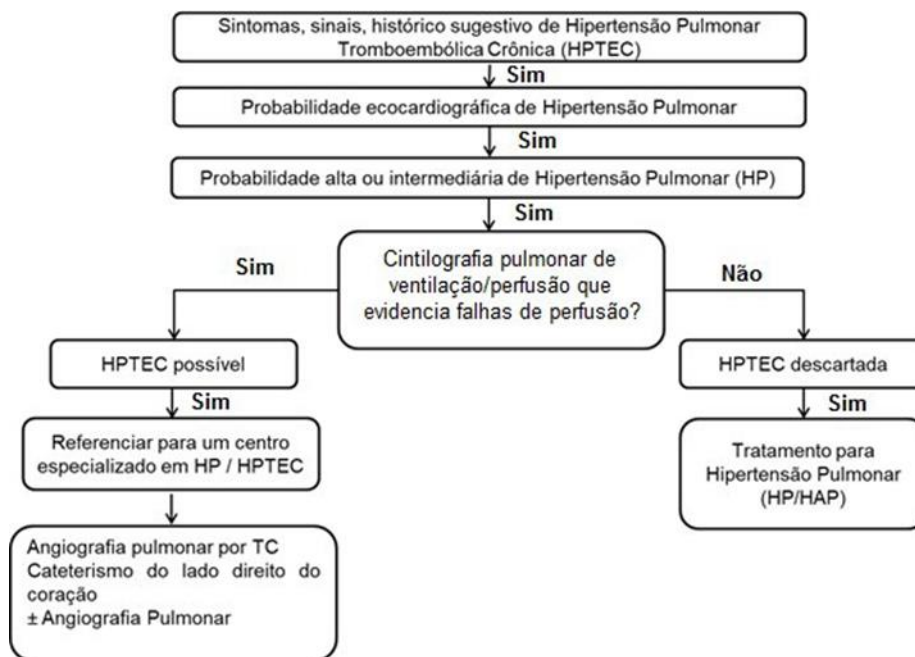 Sintomas, sinais, histórico sugestivo de Hipertensão Pulmonar
Tromboembólica Crônica (HPTEC)
Sim
Probabilidade ecocardiográfica de Hipertensão Pulmonar
Sim
Probabilidade alta ou intermediária de Hipertensão Pulmonar (HP)
Sim
Cintilografia pulmonar de
ventilação/perfusão que
evidencia falhas de perfusão?
Sim
Não
HPTEC possível
HPTEC descartada
Sim
Sim
Referenciar para um centro
especializado em HP / HPTEC
Tratamento para
Hipertensão Pulmonar
(HP/HAP)
Angiografia pulmonar por TC
Cateterismo do lado direito do
coração
± Angiografia Pulmonar